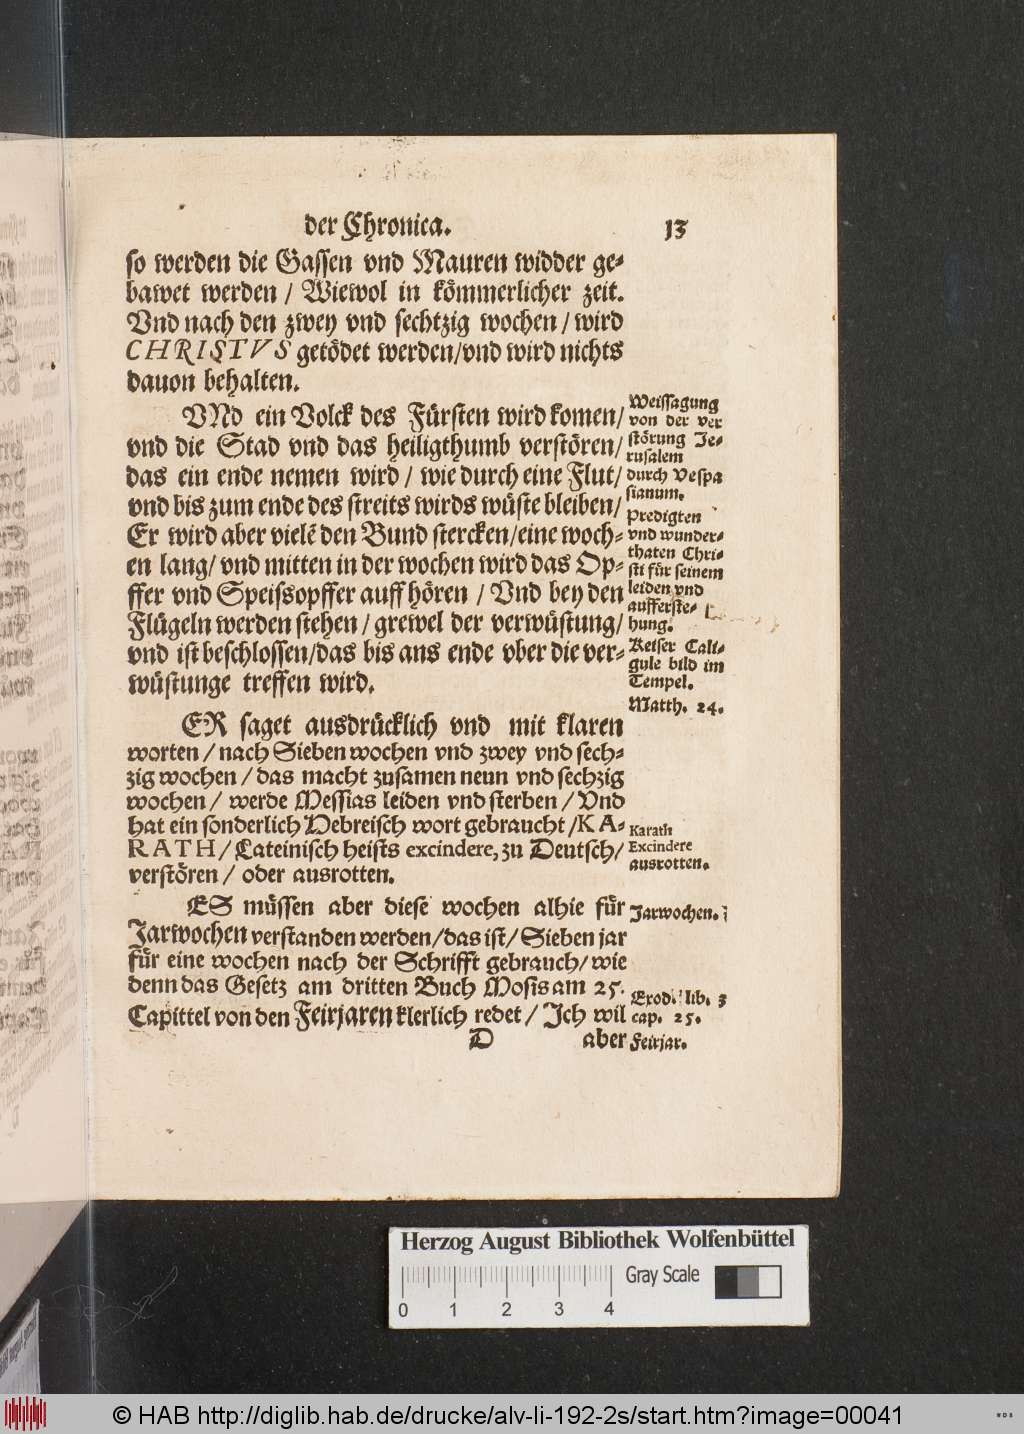 der Chronica. 13
so werden die Gassen vnd Mauren widder ge-
bawet werden / Wiewol in kömmerlicher zeit.
Vnd nach den zwey vnd sechtzig wochen / wird
CHRISTVS getödet werden/vnd wird nichts
dauon behalten.
VNd ein Volck des Fürsten wird komen/
vnd die Stad vnd das heiligthumb verstören/
das ein ende nemen wird / wie durch eine Flut/
vnd bis zum ende des streits wirds wüste bleiben/
Er wird aber vielẽ den Bund stercken/eine woch-
en lang/ vnd mitten in der wochen wird das Op-
ffer vnd Speissopffer auff hören / Vnd bey den
Flügeln werden stehen / grewel der verwüstung/
vnd ist beschlossen/das bis ans ende vber die ver-
wüstunge treffen wird.
Weissagung
von der ver
störung Je-
rusalem
durch Vespa
sianum.
Predigten
vnd wunder-
thaten Chri-
sti für seinem
leiden vnd
aufferste-
hung.
Keiser Cali-
gule bild im
Tempel.
Matth. 24.
ER saget ausdrücklich vnd mit klaren
worten / nach Sieben wochen vnd zwey vnd sech-
zig wochen / das macht zusamen neun vnd sechzig
wochen / werde Messias leiden vnd sterben / Vnd
hat ein sonderlich Hebreisch wort gebraucht /KA-
RATH/ Lateinisch heists excindere, zu Deutsch/
verstören / oder ausrotten.
Karath
Excindere
ausrotten.
ES müssen aber diese wochen alhie für
Jarwochen verstanden werden/das ist/ Sieben jar
für eine wochen nach der Schrifft gebrauch/ wie
denn das Gesetz am dritten Buch Mosis am 25.
Capittel von den Feirjaren klerlich redet / Ich wil
Jarwochen.
Exod. lib. 3
cap. 25.
Feirjar.
D aber
Herzog August Bibliothek Wolfenbüttel
Gray Scale
0 1 2 3 4
© HAB http://diglib.hab.de/drucke/alv-li-192-2s/start.htm?image=00041